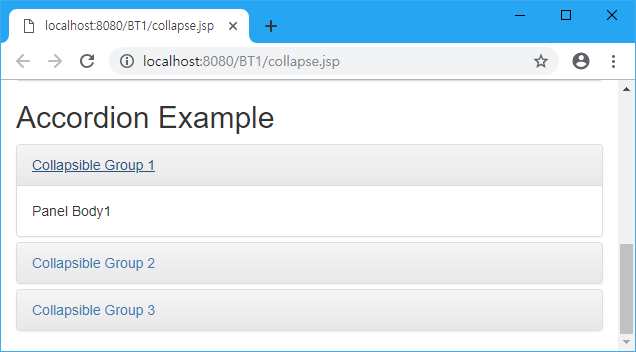 localhost:8080/BT1/collapse.jsp
localhost:8080/BT1/collapse.jsp
Accordion Example
Collapsible Group 1
Panel Body1
Collapsible Group 2
Collapsible Group 3